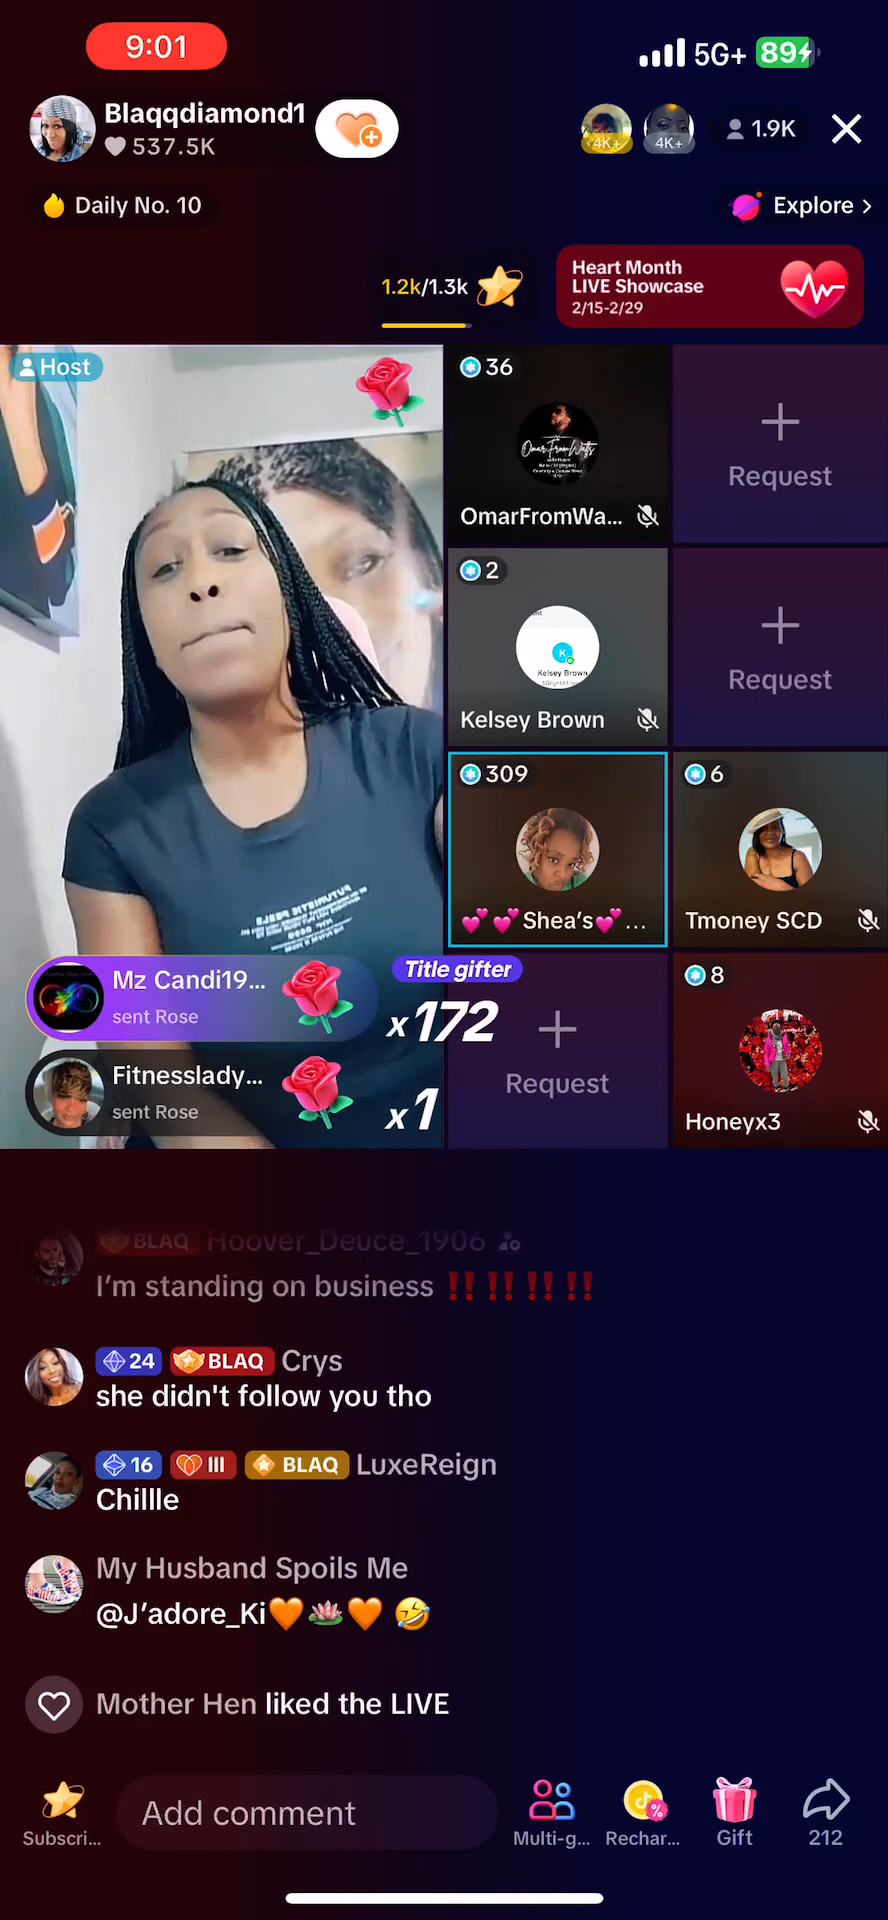 9:01
5G+ 89
Blaqqdiamond1
537.5K
4K+
4K+
1.9K
Daily No. 10
Explore >
1.2k/1.3k
Heart Month
LIVE Showcase
2/15-2/29
Host
36
OmarFromWa...
Request
2
K
Kelsey Brown
Kelsey Brown
Request
309
💕💕Shea's💕...
6
Tmoney SCD
Mz Candi19...
sent Rose
Title gifter
x172
Fitnesslady...
sent Rose
x1
Request
8
Honeyx3
BLAQ Hoover_Deuce_1906
I'm standing on business ‼️‼️‼️‼️
24 BLAQ Crys
she didn't follow you tho
16 III BLAQ LuxeReign
Chillle
My Husband Spoils Me
@J'adore_Ki🧡🪷🧡 🤣
Mother Hen liked the LIVE
Subscri...
Add comment
Multi-g...
Rechar...
Gift
212